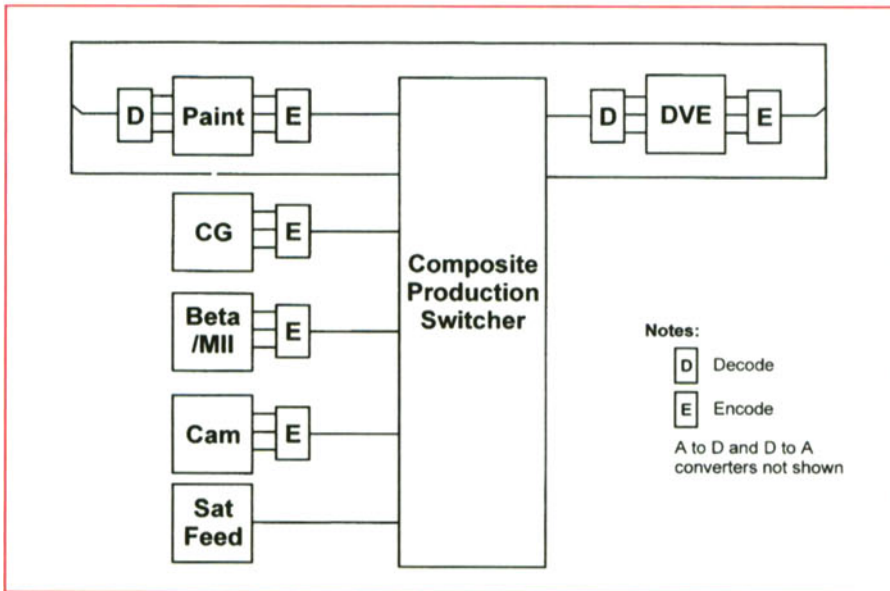 D
Paint
E
D
DVE
E
CG
E
Beta
/MII
E
Cam
E
Sat
Feed
Composite
Production
Switcher
Notes:
D Decode
E Encode
A to D and D to A
converters not shown